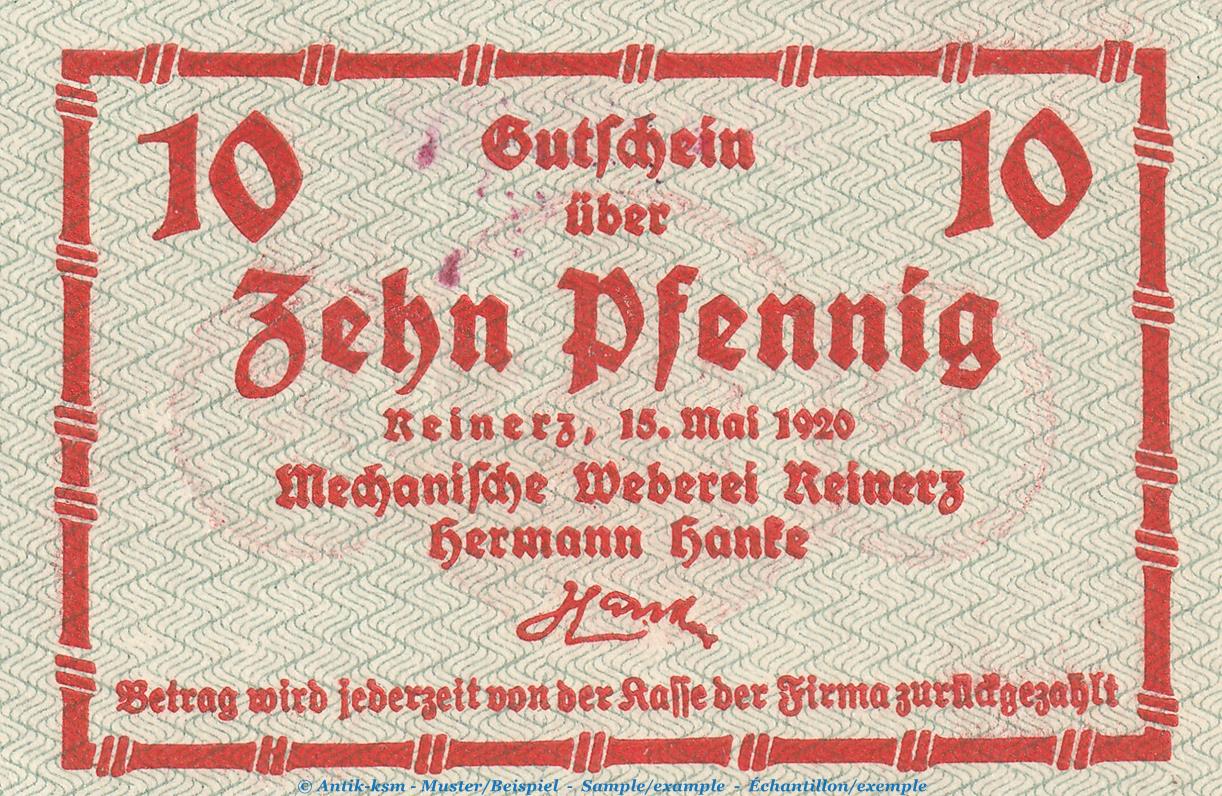 10 Gutschein 10
über
Zehn Pfennig
Reinerz, 15. Mai 1920
Mechanische Weberei Reinerz
Hermann Hanke
Hanke
Betrag wird jederzeit von der Kasse der Firma zurückgezahlt
© Antik-ksm - Muster/Beispiel - Sample/example - Échantillon/exemple